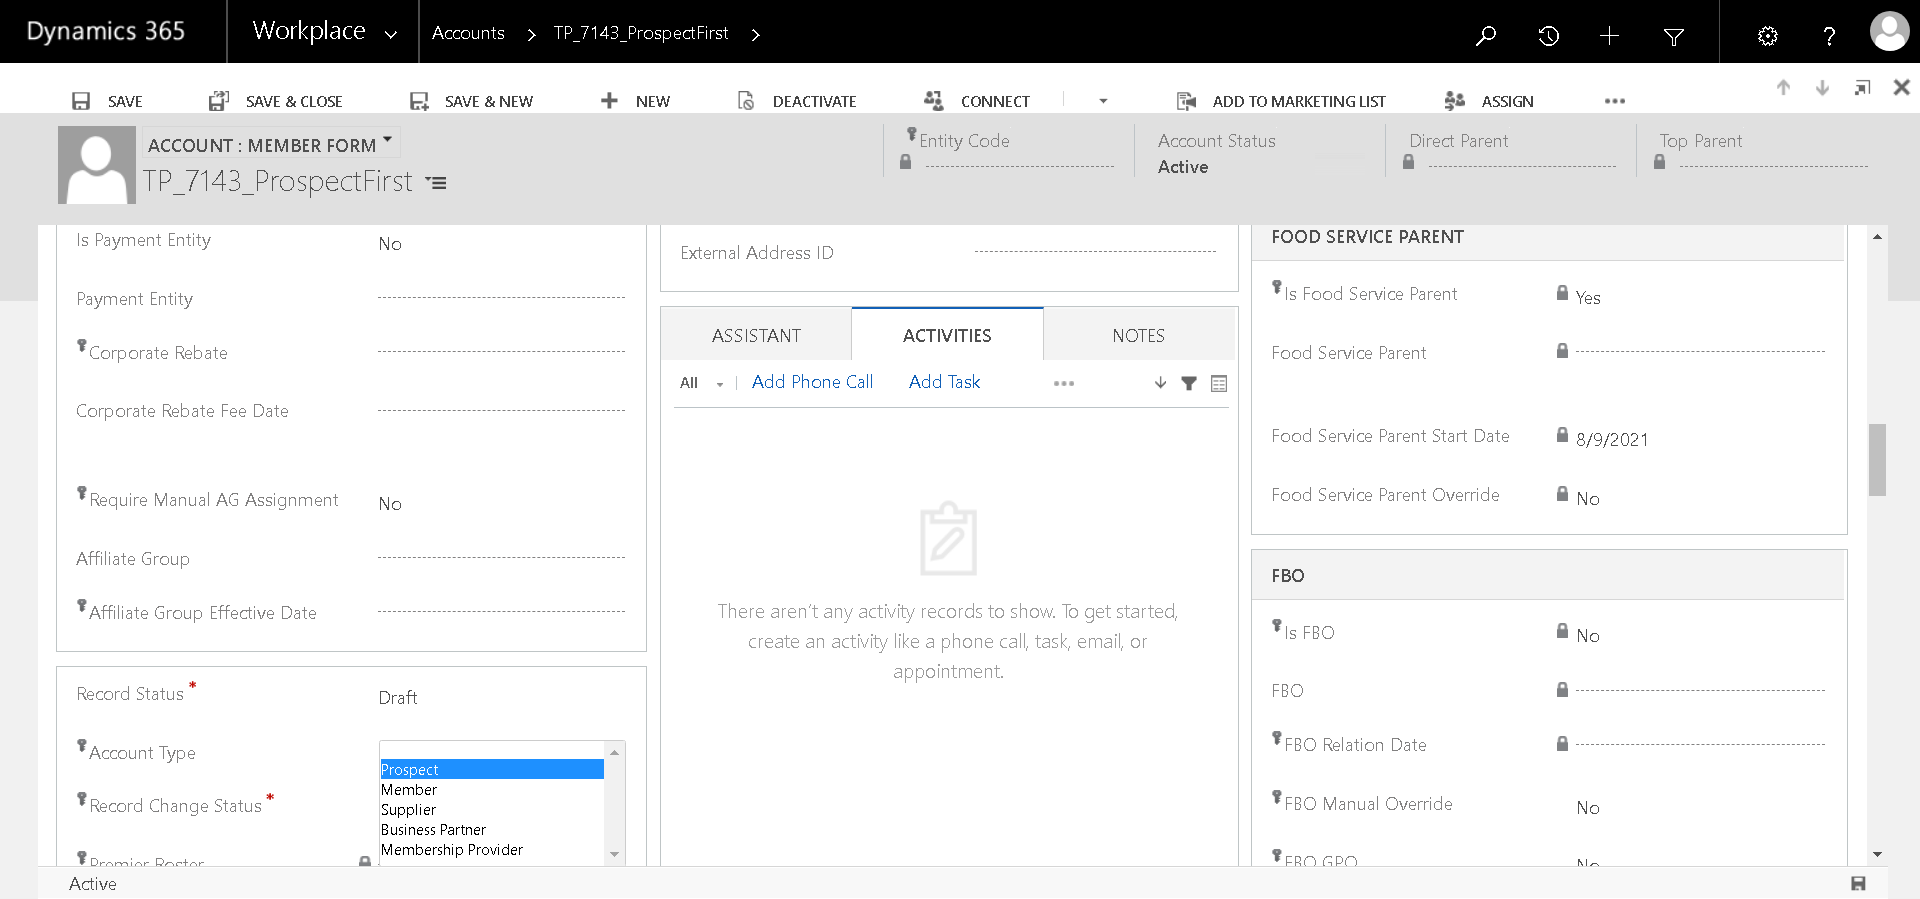 Dynamics 365
Workplace
Accounts
TP_7143_ProspectFirst
SAVE
SAVE & CLOSE
SAVE & NEW
NEW
DEACTIVATE
CONNECT
ADD TO MARKETING LIST
ASSIGN
ACCOUNT : MEMBER FORM
TP_7143_ProspectFirst
Entity Code
Account Status
Active
Direct Parent
Top Parent
Is Payment Entity
No
Payment Entity
Corporate Rebate
Corporate Rebate Fee Date
Require Manual AG Assignment
No
Affiliate Group
Affiliate Group Effective Date
Record Status *
Draft
Account Type
Prospect
Member
Supplier
Business Partner
Membership Provider
Record Change Status *
Premier Roster
External Address ID
ASSISTANT
ACTIVITIES
NOTES
All
Add Phone Call
Add Task
There aren't any activity records to show. To get started,
create an activity like a phone call, task, email, or
appointment.
FOOD SERVICE PARENT
Is Food Service Parent
Yes
Food Service Parent
Food Service Parent Start Date
8/9/2021
Food Service Parent Override
No
FBO
Is FBO
No
FBO
FBO Relation Date
FBO Manual Override
No
FBO GPO
No
Active